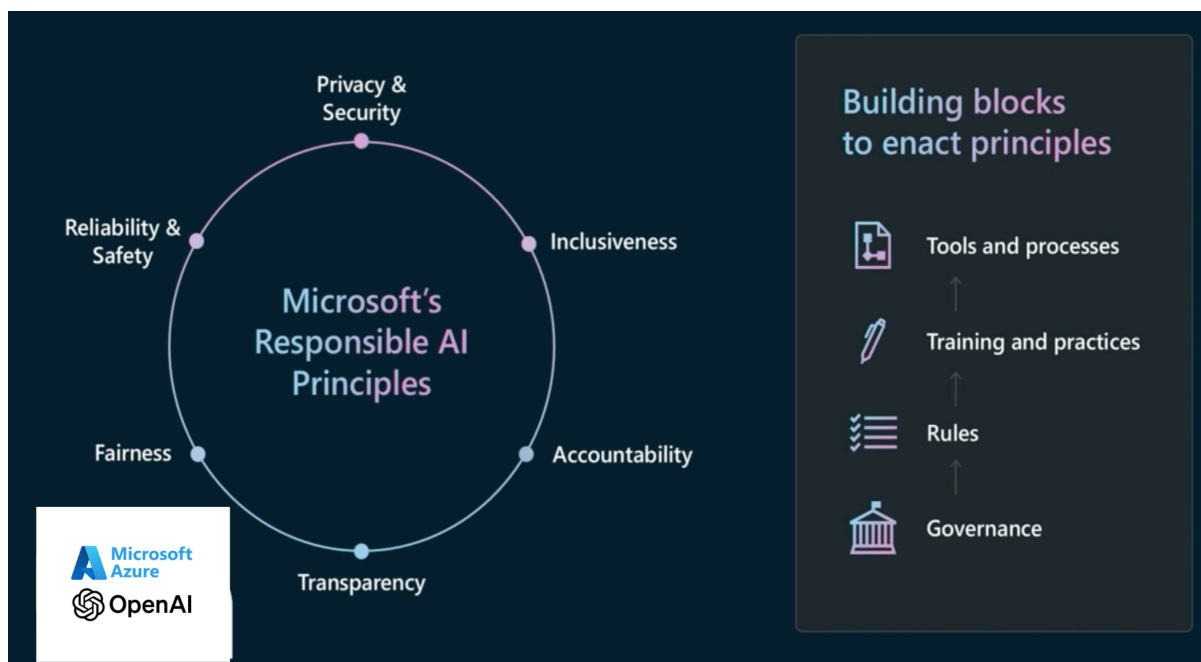 Privacy &
Security
Reliability &
Safety
Inclusiveness
Microsoft's
Responsible AI
Principles
Fairness
Accountability
Transparency
Microsoft
Azure
OpenAI
Building blocks
to enact principles
Tools and processes
Training and practices
Rules
Governance